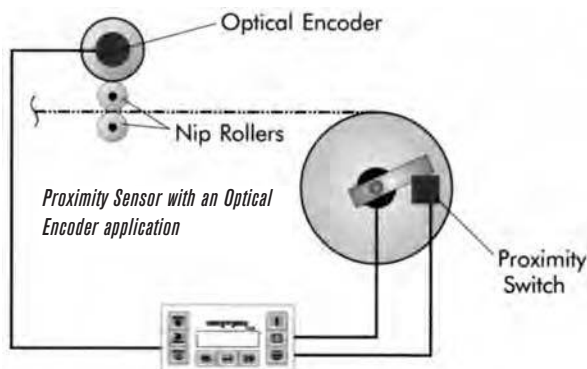 Optical Encoder
Nip Rollers
Proximity Sensor with an Optical
Encoder application
Proximity
Switch